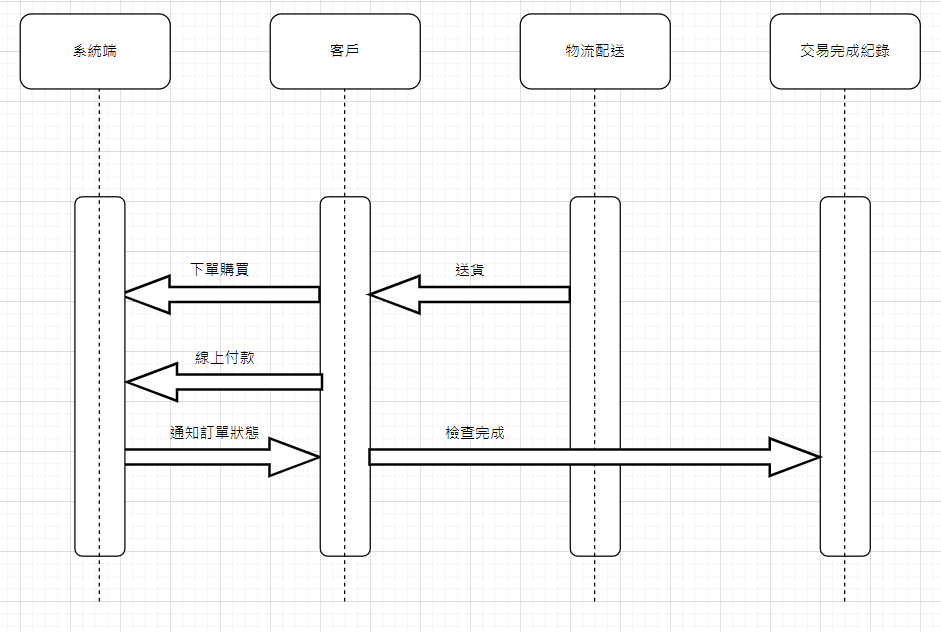 系統端
客戶
物流配送
交易完成紀錄
下單購買
送貨
線上付款
通知訂單狀態
檢查完成